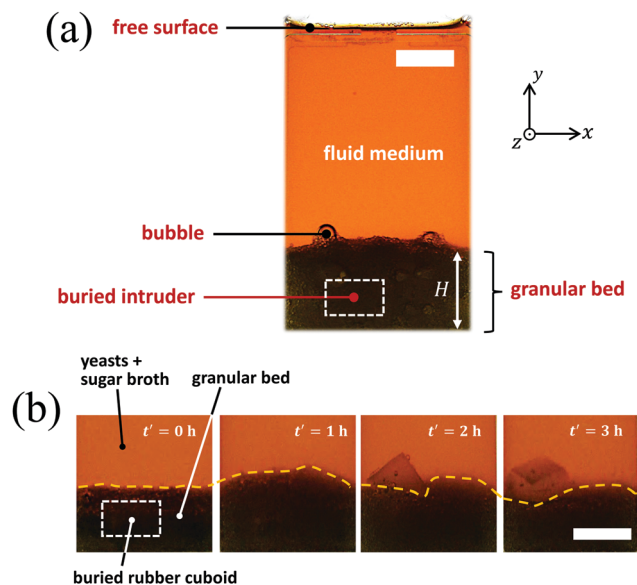 (a)
free surface
y
z
x
fluid medium
bubble
buried intruder
H
granular bed
(b)
yeasts +
sugar broth
granular bed
t' = 0 h
t' = 1 h
t' = 2 h
t' = 3 h
buried rubber cuboid